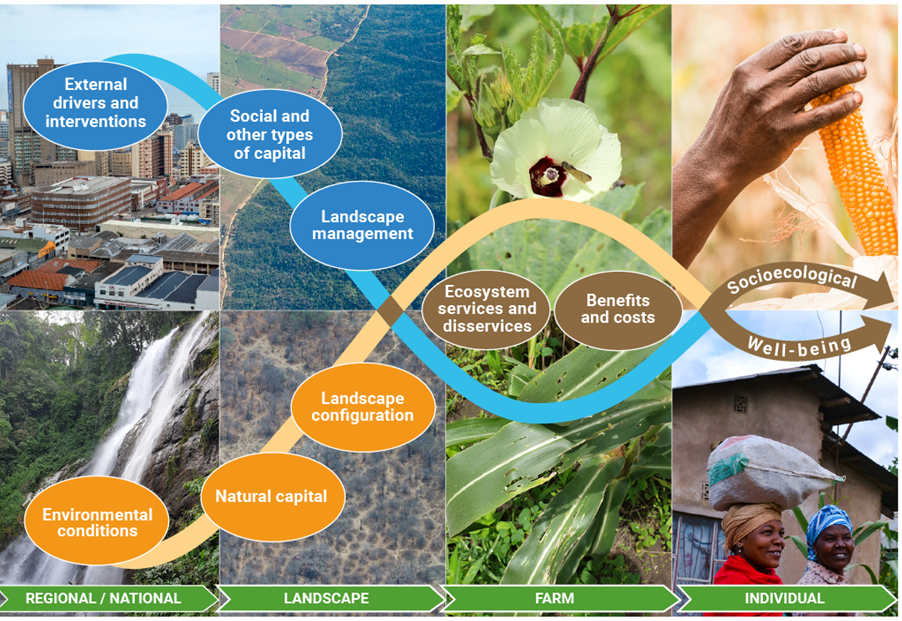 External
drivers and
interventions
Social and
other types
of capital
Landscape
management
Ecosystem
services and
disservices
Benefits
and costs
Socioecological
Well-being
Landscape
configuration
Natural capital
Environmental
conditions
REGIONAL / NATIONAL
LANDSCAPE
FARM
INDIVIDUAL